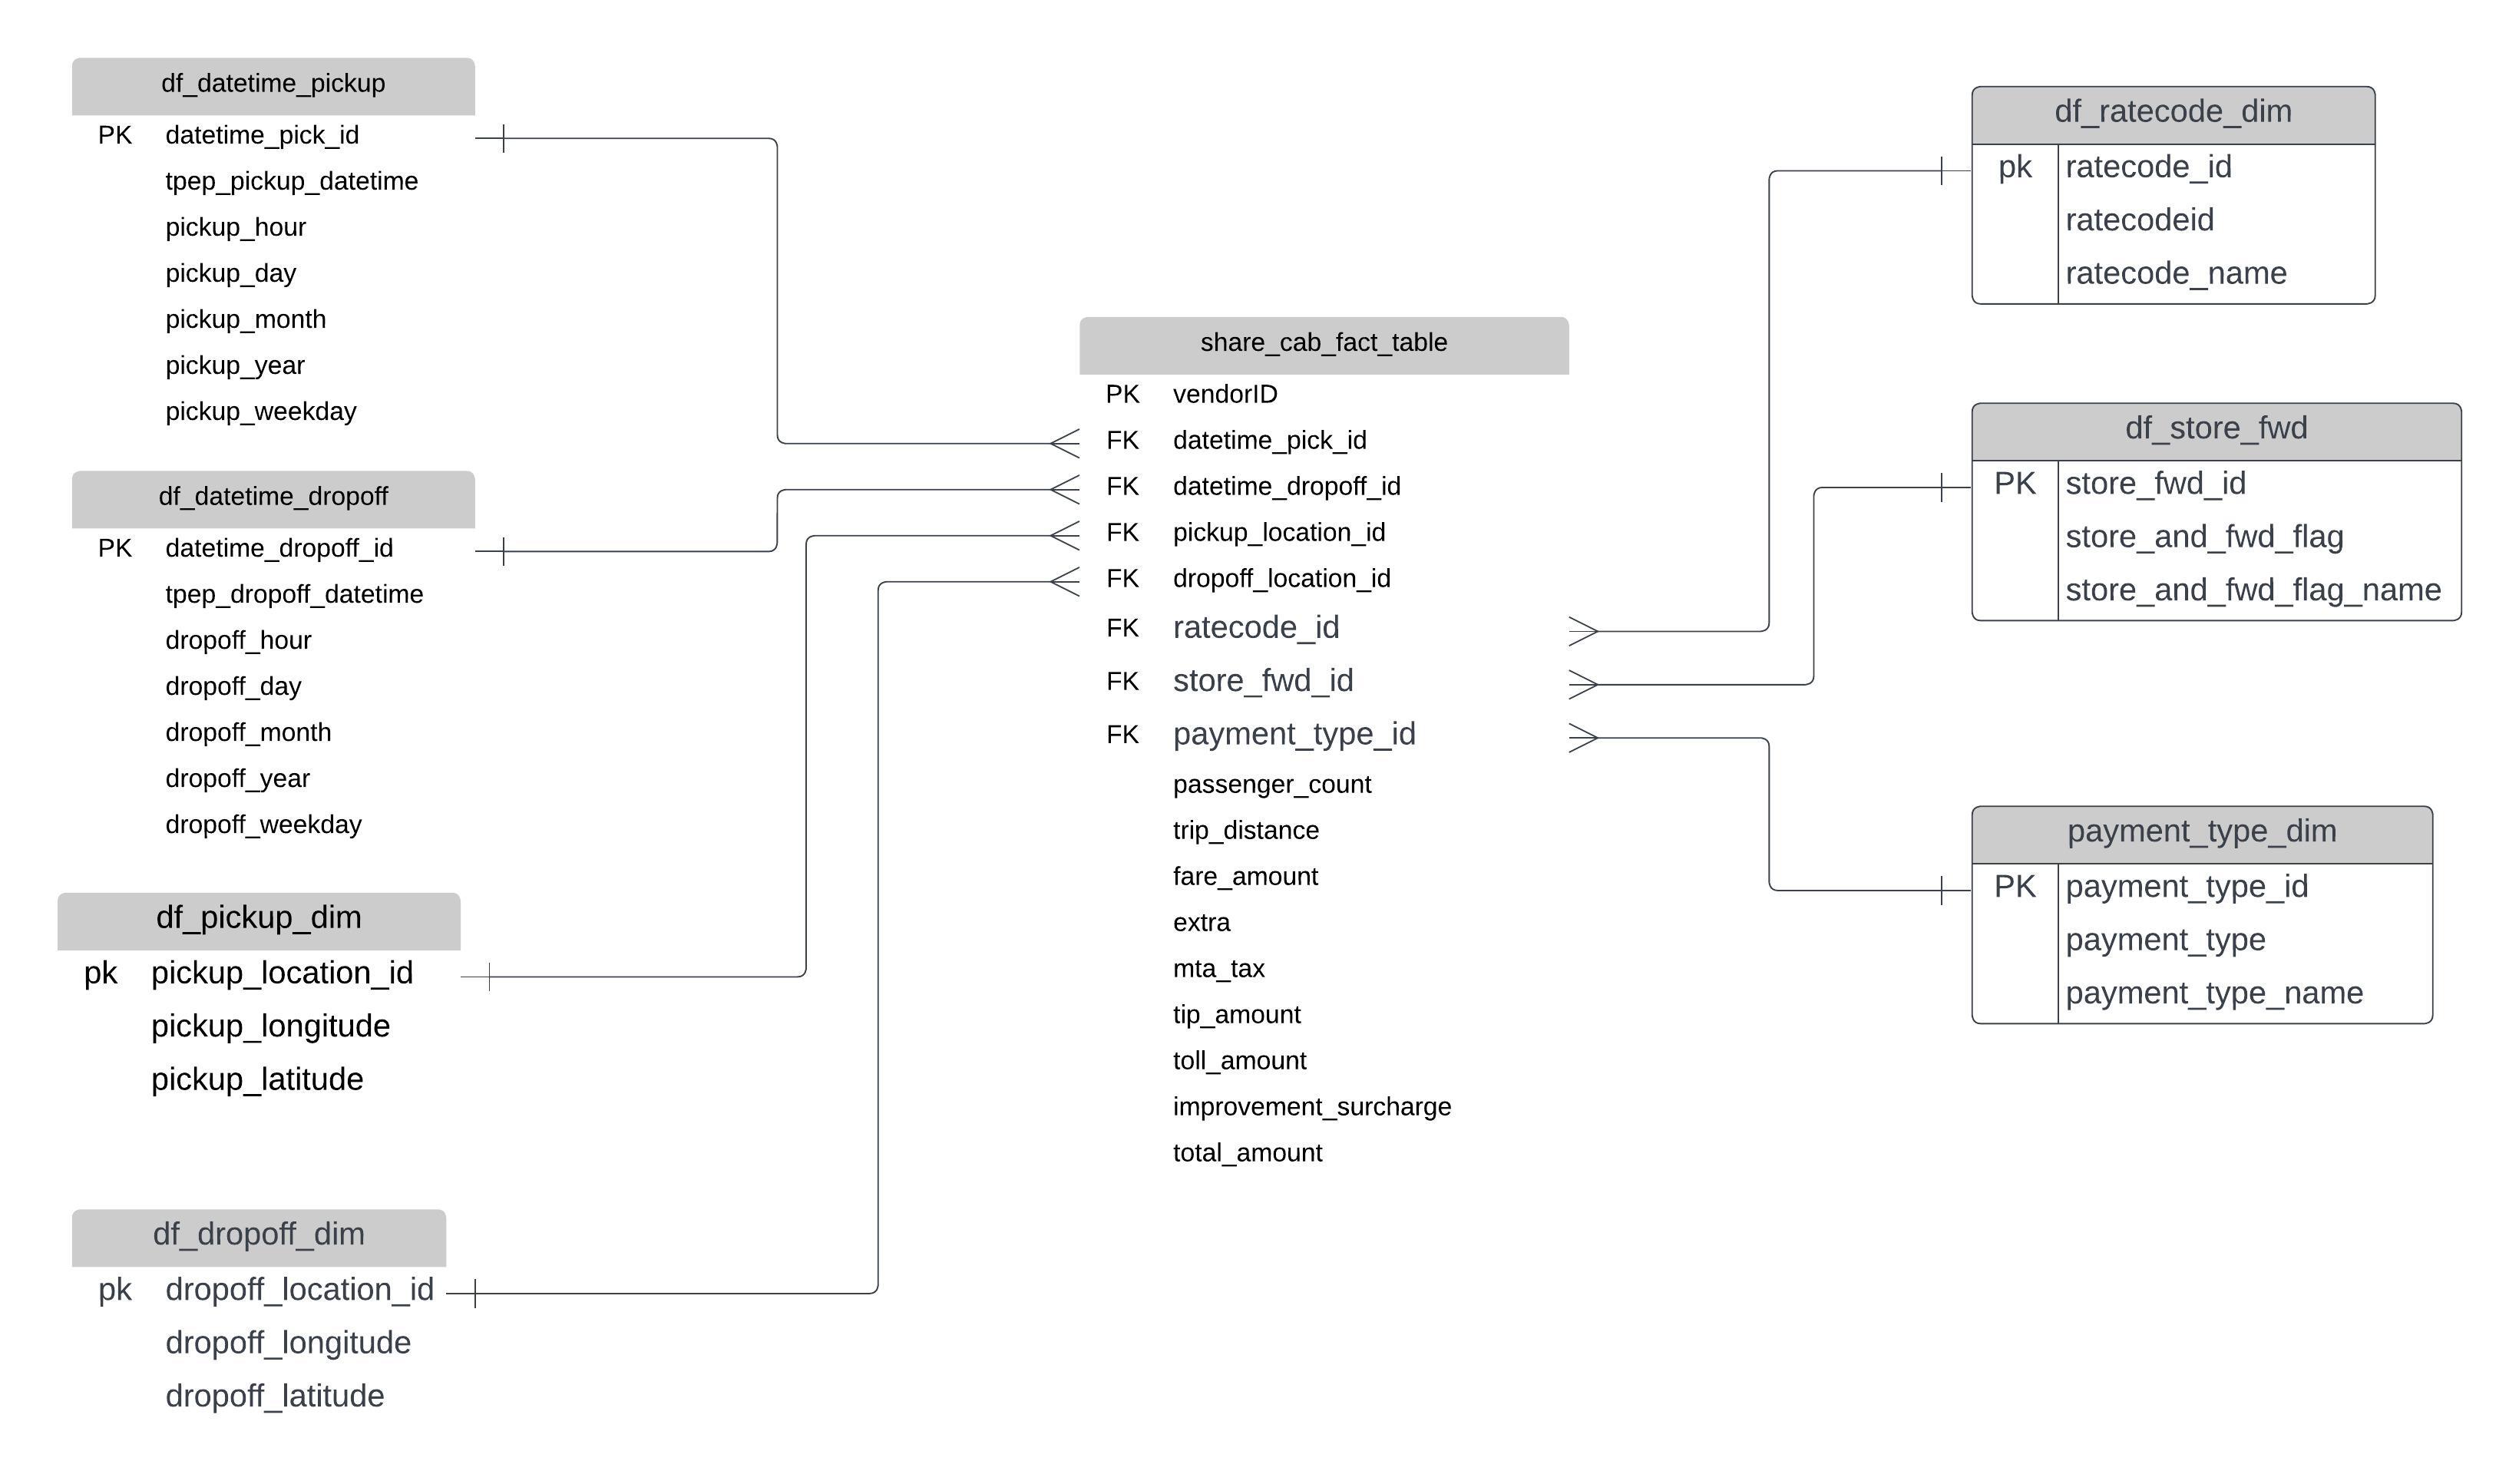 df_datetime_pickup
PK datetime_pick_id
tpep_pickup_datetime
pickup_hour
pickup_day
pickup_month
pickup_year
pickup_weekday
df_datetime_dropoff
PK datetime_dropoff_id
tpep_dropoff_datetime
dropoff_hour
dropoff_day
dropoff_month
dropoff_year
dropoff_weekday
df_pickup_dim
pk pickup_location_id
pickup_longitude
pickup_latitude
df_dropoff_dim
pk dropoff_location_id
dropoff_longitude
dropoff_latitude
share_cab_fact_table
PK vendorID
FK datetime_pick_id
FK datetime_dropoff_id
FK pickup_location_id
FK dropoff_location_id
FK ratecode_id
FK store_fwd_id
FK payment_type_id
passenger_count
trip_distance
fare_amount
extra
mta_tax
tip_amount
toll_amount
improvement_surcharge
total_amount
df_ratecode_dim
pk ratecode_id
ratecodeid
ratecode_name
df_store_fwd
PK store_fwd_id
store_and_fwd_flag
store_and_fwd_flag_name
payment_type_dim
PK payment_type_id
payment_type
payment_type_name